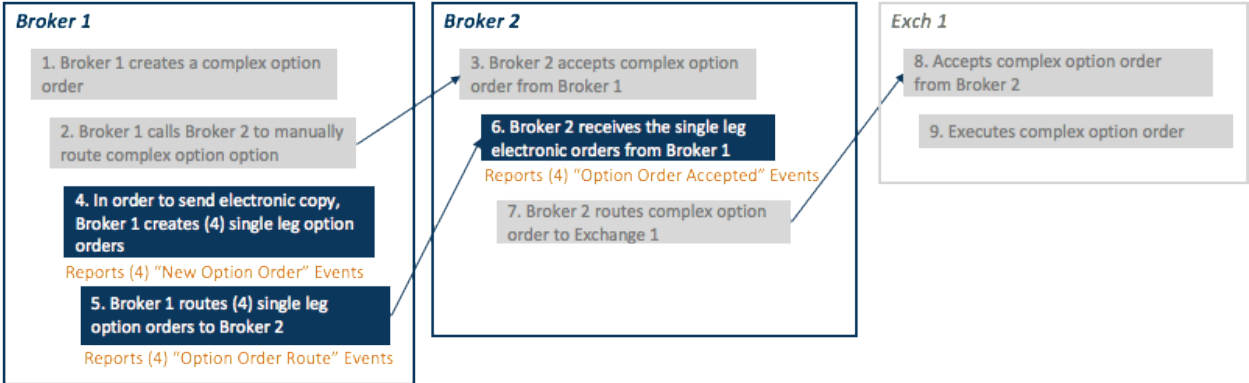 Broker 1
1. Broker 1 creates a complex option
order
2. Broker 1 calls Broker 2 to manually
route complex option option
4. In order to send electronic copy,
Broker 1 creates (4) single leg option
orders
Reports (4) “New Option Order” Events
5. Broker 1 routes (4) single leg
option orders to Broker 2
Reports (4) “Option Order Route” Events
Broker 2
3. Broker 2 accepts complex option
order from Broker 1
6. Broker 2 receives the single leg
electronic orders from Broker 1
Reports (4) “Option Order Accepted” Events
7. Broker 2 routes complex option
order to Exchange 1
Exch 1
8. Accepts complex option order
from Broker 2
9. Executes complex option order